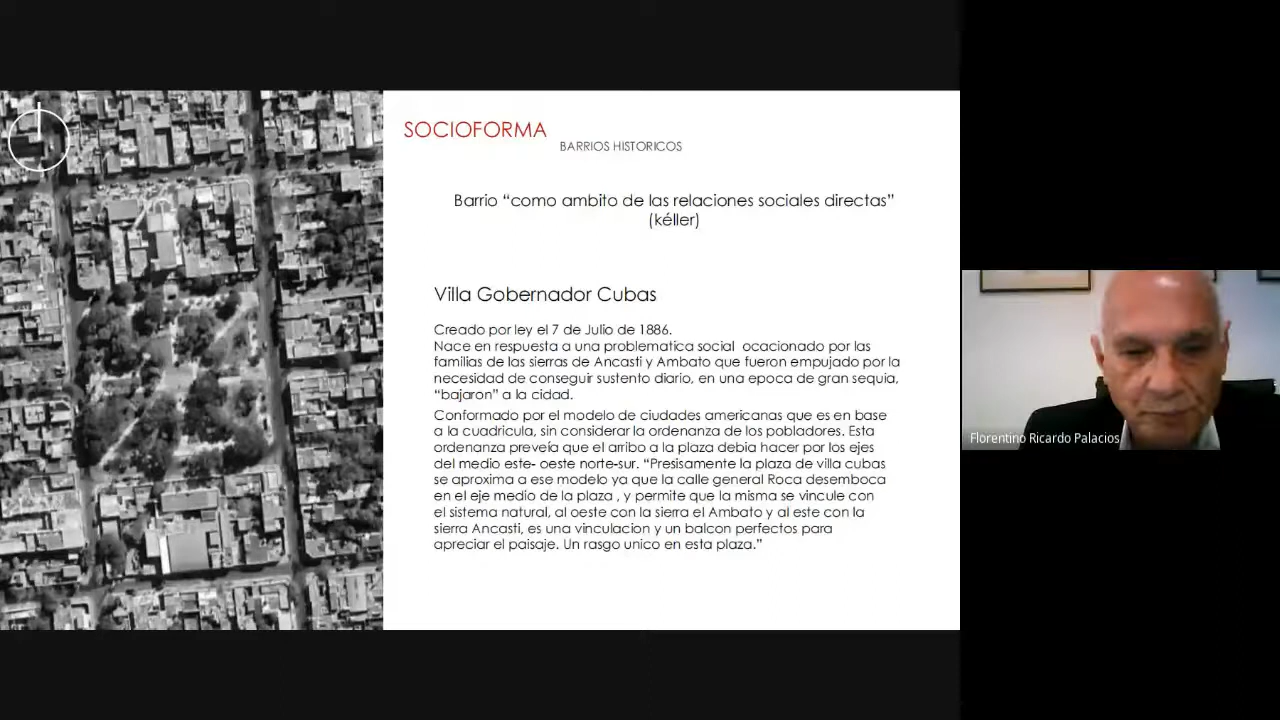 SOCIOFORMA
BARRIOS HISTORICOS
Barrio “como ambito de las relaciones sociales directas”
(kéller)
Villa Gobernador Cubas
Creado por ley el 7 de Julio de 1886.
Nace en respuesta a una problematica social ocacionado por las
familias de las sierras de Ancasti y Ambato que fueron empujado por la
necesidad de conseguir sustento diario, en una epoca de gran sequia,
“bajaron” a la cidad.
Conformado por el modelo de ciudades americanas que es en base
a la cuadricula, sin considerar la ordenanza de los pobladores. Esta
ordenanza preveía que el arribo a la plaza debia hacer por los ejes
del medio este- oeste norte-sur. “Presisamente la plaza de villa cubas
se aproxima a ese modelo ya que la calle general Roca desemboca
en el eje medio de la plaza , y permite que la misma se vincule con
el sistema natural, al oeste con la sierra el Ambato y al este con la
sierra Ancasti, es una vinculacion y un balcon perfectos para
apreciar el paisaje. Un rasgo unico en esta plaza.”
Florentino Ricardo Palacios